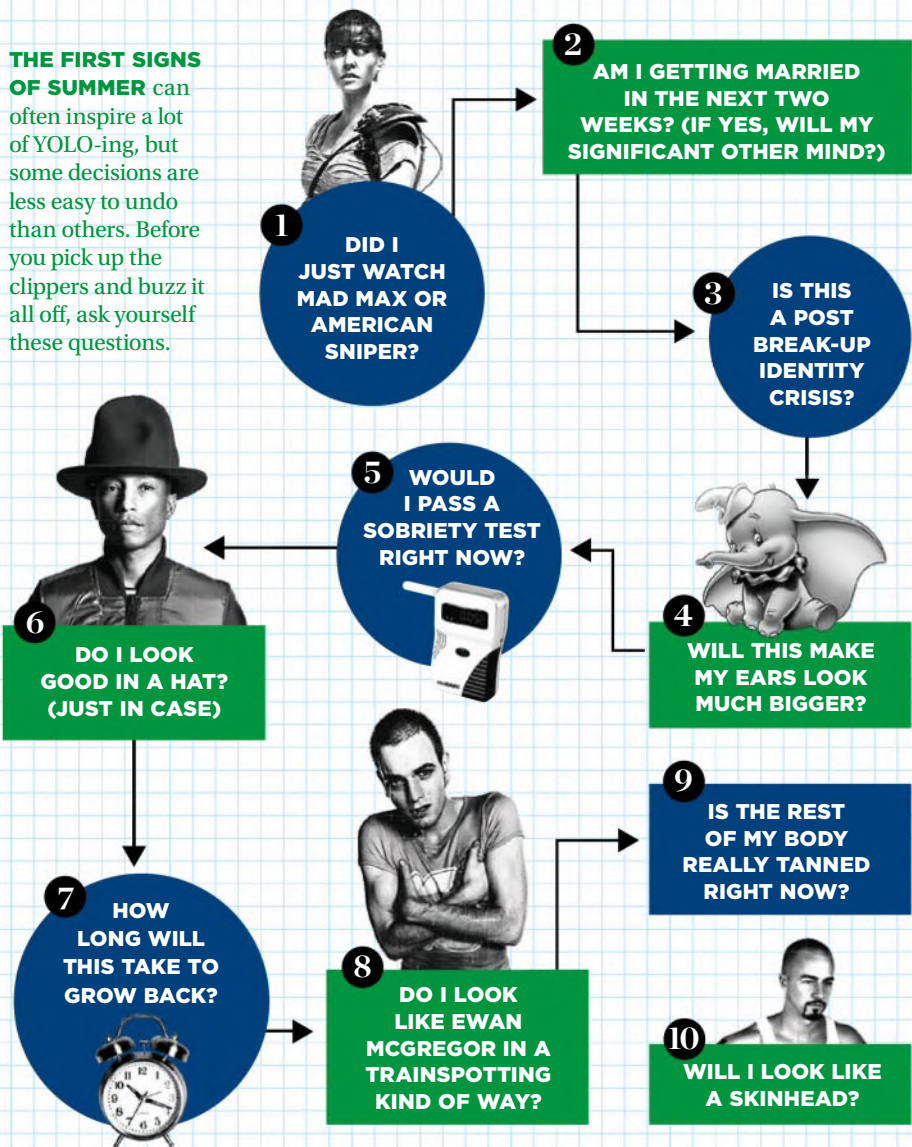 THE FIRST SIGNS
OF SUMMER can
often inspire a lot
of YOLO-ing, but
some decisions are
less easy to undo
than others. Before
you pick up the
clippers and buzz it
all off, ask yourself
these questions.
1
DID I
JUST WATCH
MAD MAX OR
AMERICAN
SNIPER?
2
AM I GETTING MARRIED
IN THE NEXT TWO
WEEKS? (IF YES, WILL MY
SIGNIFICANT OTHER MIND?)
3
IS THIS
A POST
BREAK-UP
IDENTITY
CRISIS?
4
WILL THIS MAKE
MY EARS LOOK
MUCH BIGGER?
5
WOULD
I PASS A
SOBRIETY TEST
RIGHT NOW?
6
DO I LOOK
GOOD IN A HAT?
(JUST IN CASE)
7
HOW
LONG WILL
THIS TAKE TO
GROW BACK?
8
DO I LOOK
LIKE EWAN
MCGREGOR IN A
TRAINSPOTTING
KIND OF WAY?
9
IS THE REST
OF MY BODY
REALLY TANNED
RIGHT NOW?
10
WILL I LOOK LIKE
A SKINHEAD?